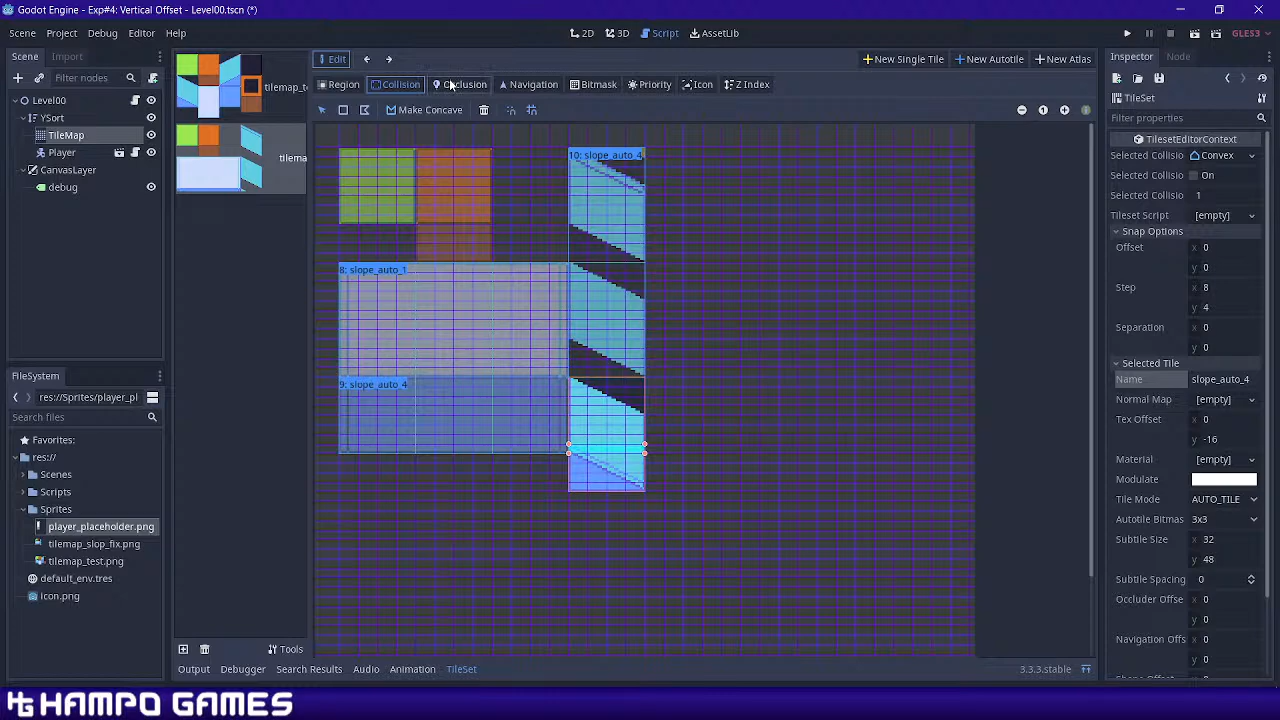 Godot Engine - Exp#4: Vertical Offset - Level00.tscn (*)
Scene Project Debug Editor Help
2D 3D Script AssetLib
GLES3
Scene Import
Filter nodes
Level00
YSort
TileMap
Player
CanvasLayer
debug
FileSystem
res://Sprites/player_pl
Search files
Favorites:
res://
Scenes
Scripts
Sprites
player_placeholder.png
tilemap_slop_fix.png
tilemap_test.png
default_env.tres
icon.png
tilemap_t
tilema
Tools
Edit
New Single Tile New Autotile New Atlas
Region Collision Occlusion Navigation Bitmask Priority Icon Z Index
Make Concave
10: slope_auto_4
8: slope_auto_1
9: slope_auto_4
Output Debugger Search Results Audio Animation TileSet
3.3.3.stable
Inspector Node
TileSet
Filter properties
TilesetEditorContext
Selected Collisio Convex
Selected Collisio On
Selected Collisio 1
Tileset Script [empty]
Snap Options
Offset x 0
y 0
Step x 8
y 4
Separation x 0
y 0
Selected Tile
Name slope_auto_4
Normal Map [empty]
Tex Offset x 0
y -16
Material [empty]
Modulate
Tile Mode AUTO_TILE
Autotile Bitmas 3x3
Subtile Size x 32
y 48
Subtile Spacing 0
Occluder Offse x 0
y 0
Navigation Offs x 0
y 0
HAMPO GAMES